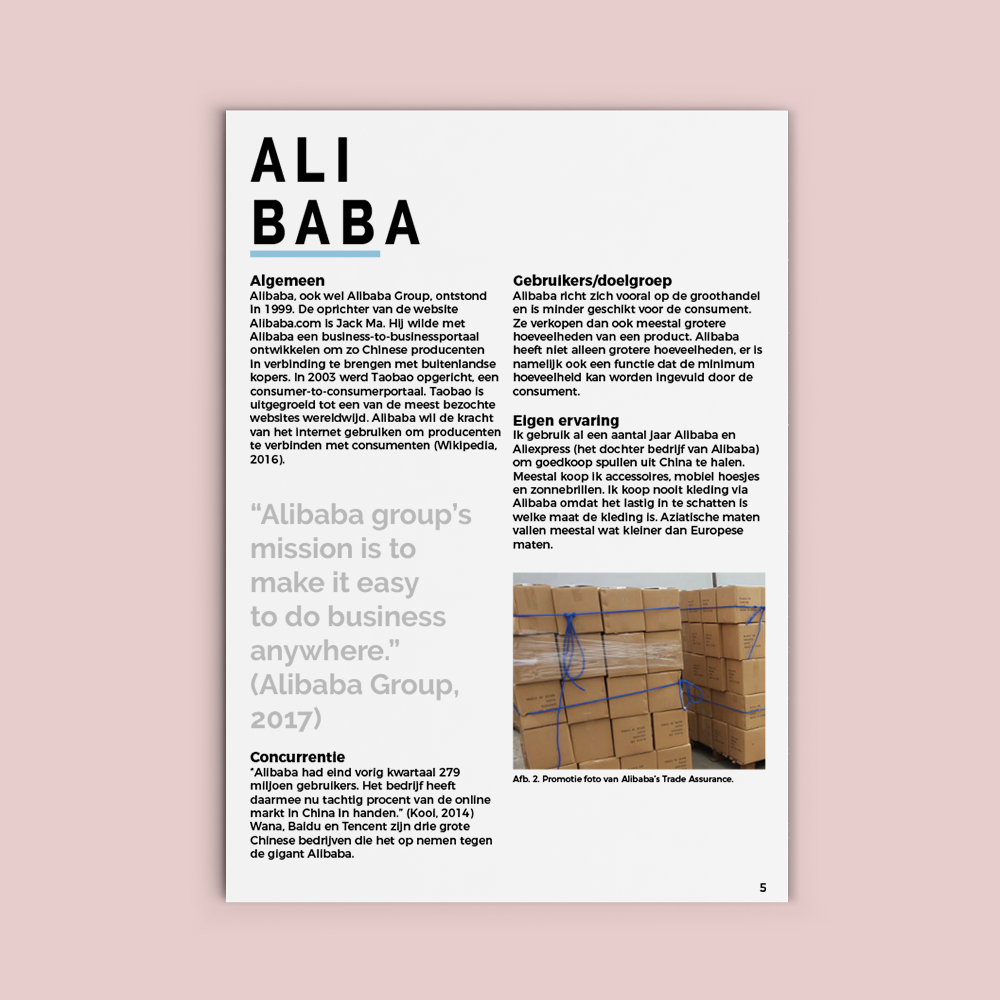 ALI
BABA
Algemeen
Alibaba, ook wel Alibaba Group, ontstond
in 1999. De oprichter van de website
Alibaba.com is Jack Ma. Hij wilde met
Alibaba een business-to-businessportaal
ontwikkelen om zo Chinese producenten
in verbinding te brengen met buitenlandse
kopers. In 2003 werd Taobao opgericht, een
consumer-to-consumerportaal. Taobao is
uitgegroeid tot een van de meest bezochte
websites wereldwijd. Alibaba wil de kracht
van het internet gebruiken om producenten
te verbinden met consumenten (Wikipedia,
2016).
“Alibaba group’s
mission is to
make it easy
to do business
anywhere.”
(Alibaba Group,
2017)
Concurrentie
“Alibaba had eind vorig kwartaal 279
miljoen gebruikers. Het bedrijf heeft
daarmee nu tachtig procent van de online
markt in China in handen.” (Kooi, 2014)
Wana, Baidu en Tencent zijn drie grote
Chinese bedrijven die het op nemen tegen
de gigant Alibaba.
Gebruikers/doelgroep
Alibaba richt zich vooral op de groothandel
en is minder geschikt voor de consument.
Ze verkopen dan ook meestal grotere
hoeveelheden van een product. Alibaba
heeft niet alleen grotere hoeveelheden, er is
namelijk ook een functie dat de minimum
hoeveelheid kan worden ingevuld door de
consument.
Eigen ervaring
Ik gebruik al een aantal jaar Alibaba en
Aliexpress (het dochter bedrijf van Alibaba)
om goedkoop spullen uit China te halen.
Meestal koop ik accessoires, mobiel hoesjes
en zonnebrillen. Ik koop nooit kleding via
Alibaba omdat het lastig in te schatten is
welke maat de kleding is. Aziatische maten
vallen meestal wat kleiner dan Europese
maten.
Afb. 2. Promotie foto van Alibaba’s Trade Assurance.
5